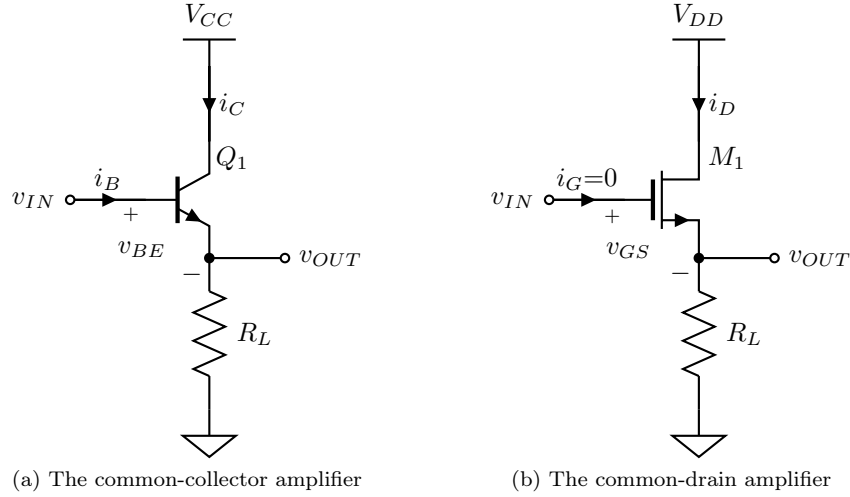 V_CC V_DD
i_C i_D
Q_1 M_1
v_IN i_B + v_IN i_G=0 +
v_BE v_OUT v_GS v_OUT
− −
R_L R_L
(a) The common-collector amplifier (b) The common-drain amplifier